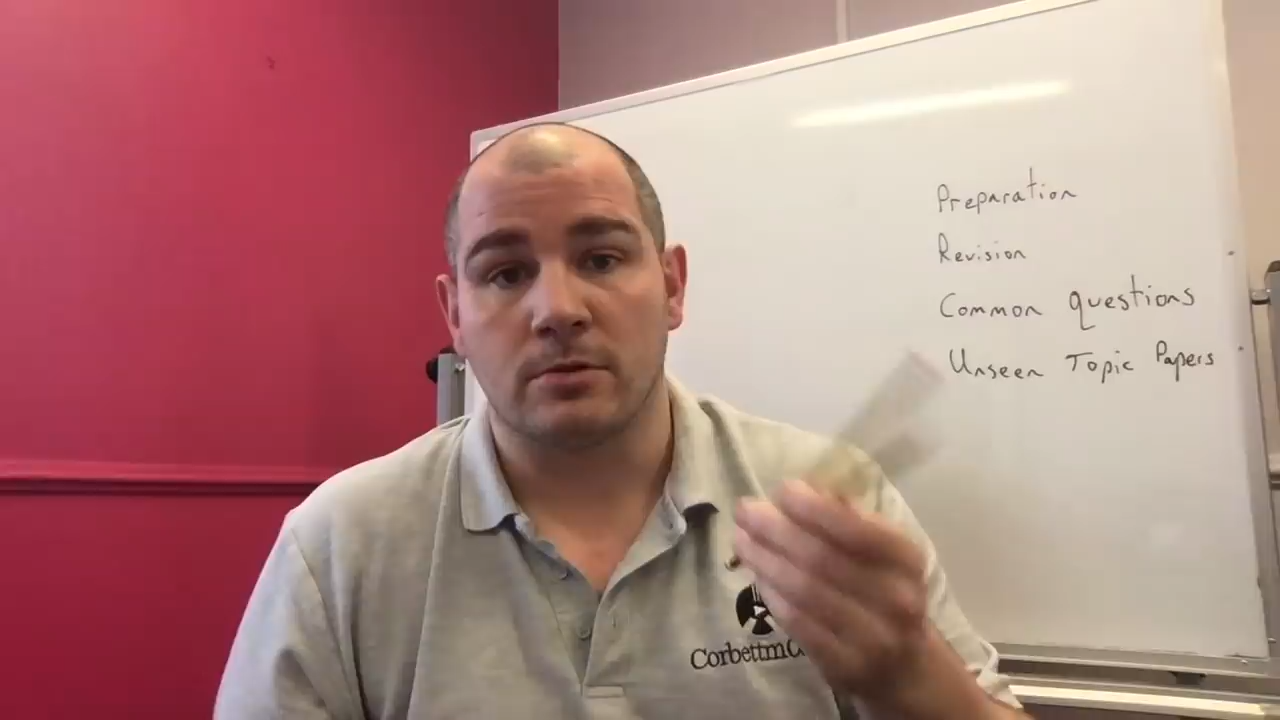 Preparation
Revision
Common questions
Unseen Topic Papers